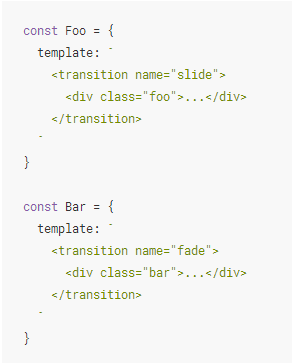 const Foo = {
template: `
<transition name="slide">
<div class="foo">...</div>
</transition>
`
}
const Bar = {
template: `
<transition name="fade">
<div class="bar">...</div>
</transition>
`
}